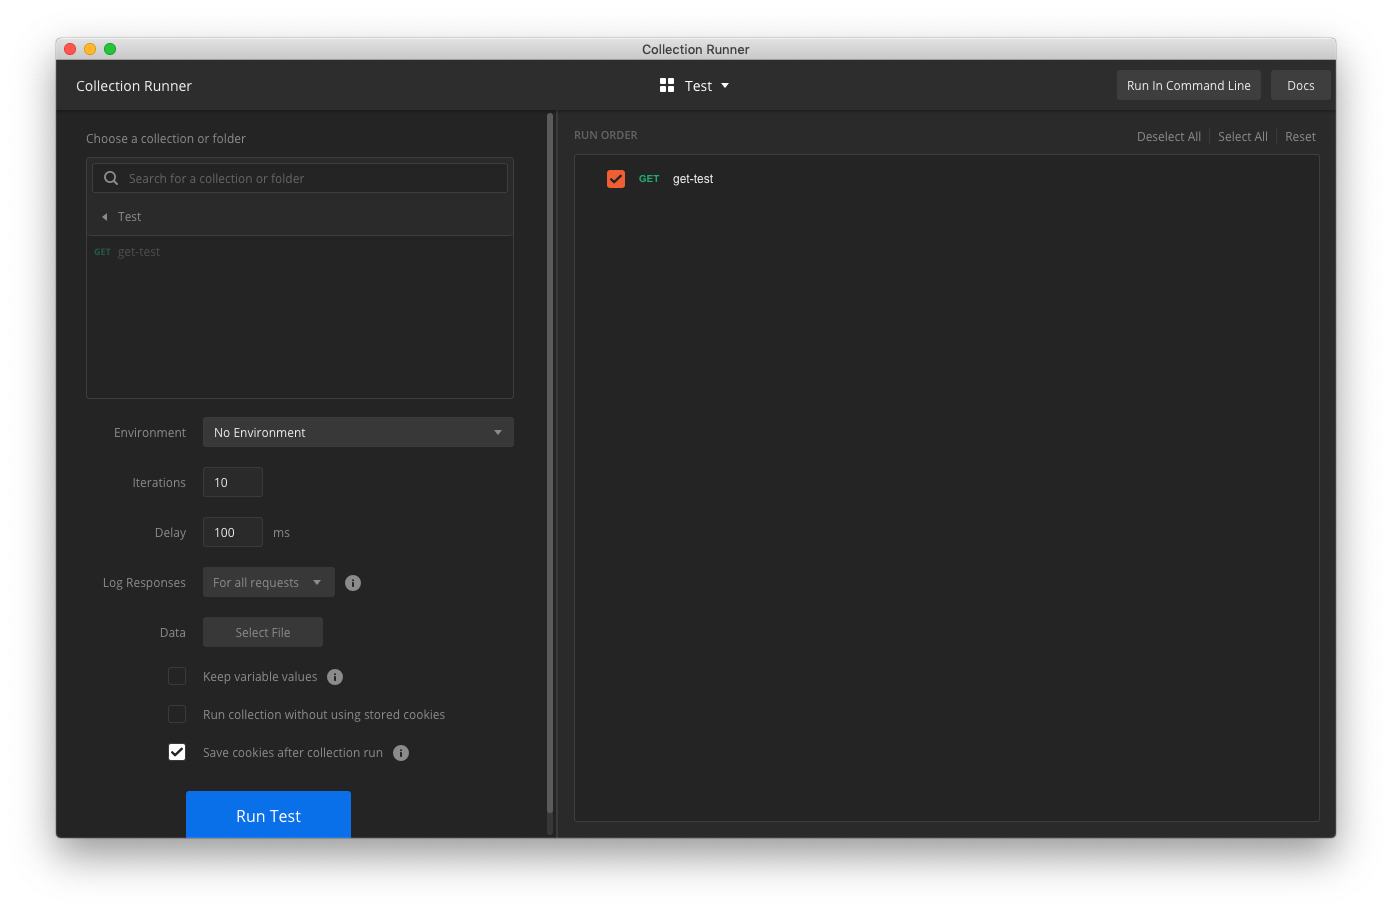 Collection Runner
Collection Runner
Test
Run In Command Line
Docs
Choose a collection or folder
Search for a collection or folder
Test
GET get-test
Environment No Environment
Iterations 10
Delay 100 ms
Log Responses For all requests
Data Select File
Keep variable values
Run collection without using stored cookies
Save cookies after collection run
Run Test
RUN ORDER
Deselect All Select All Reset
GET get-test